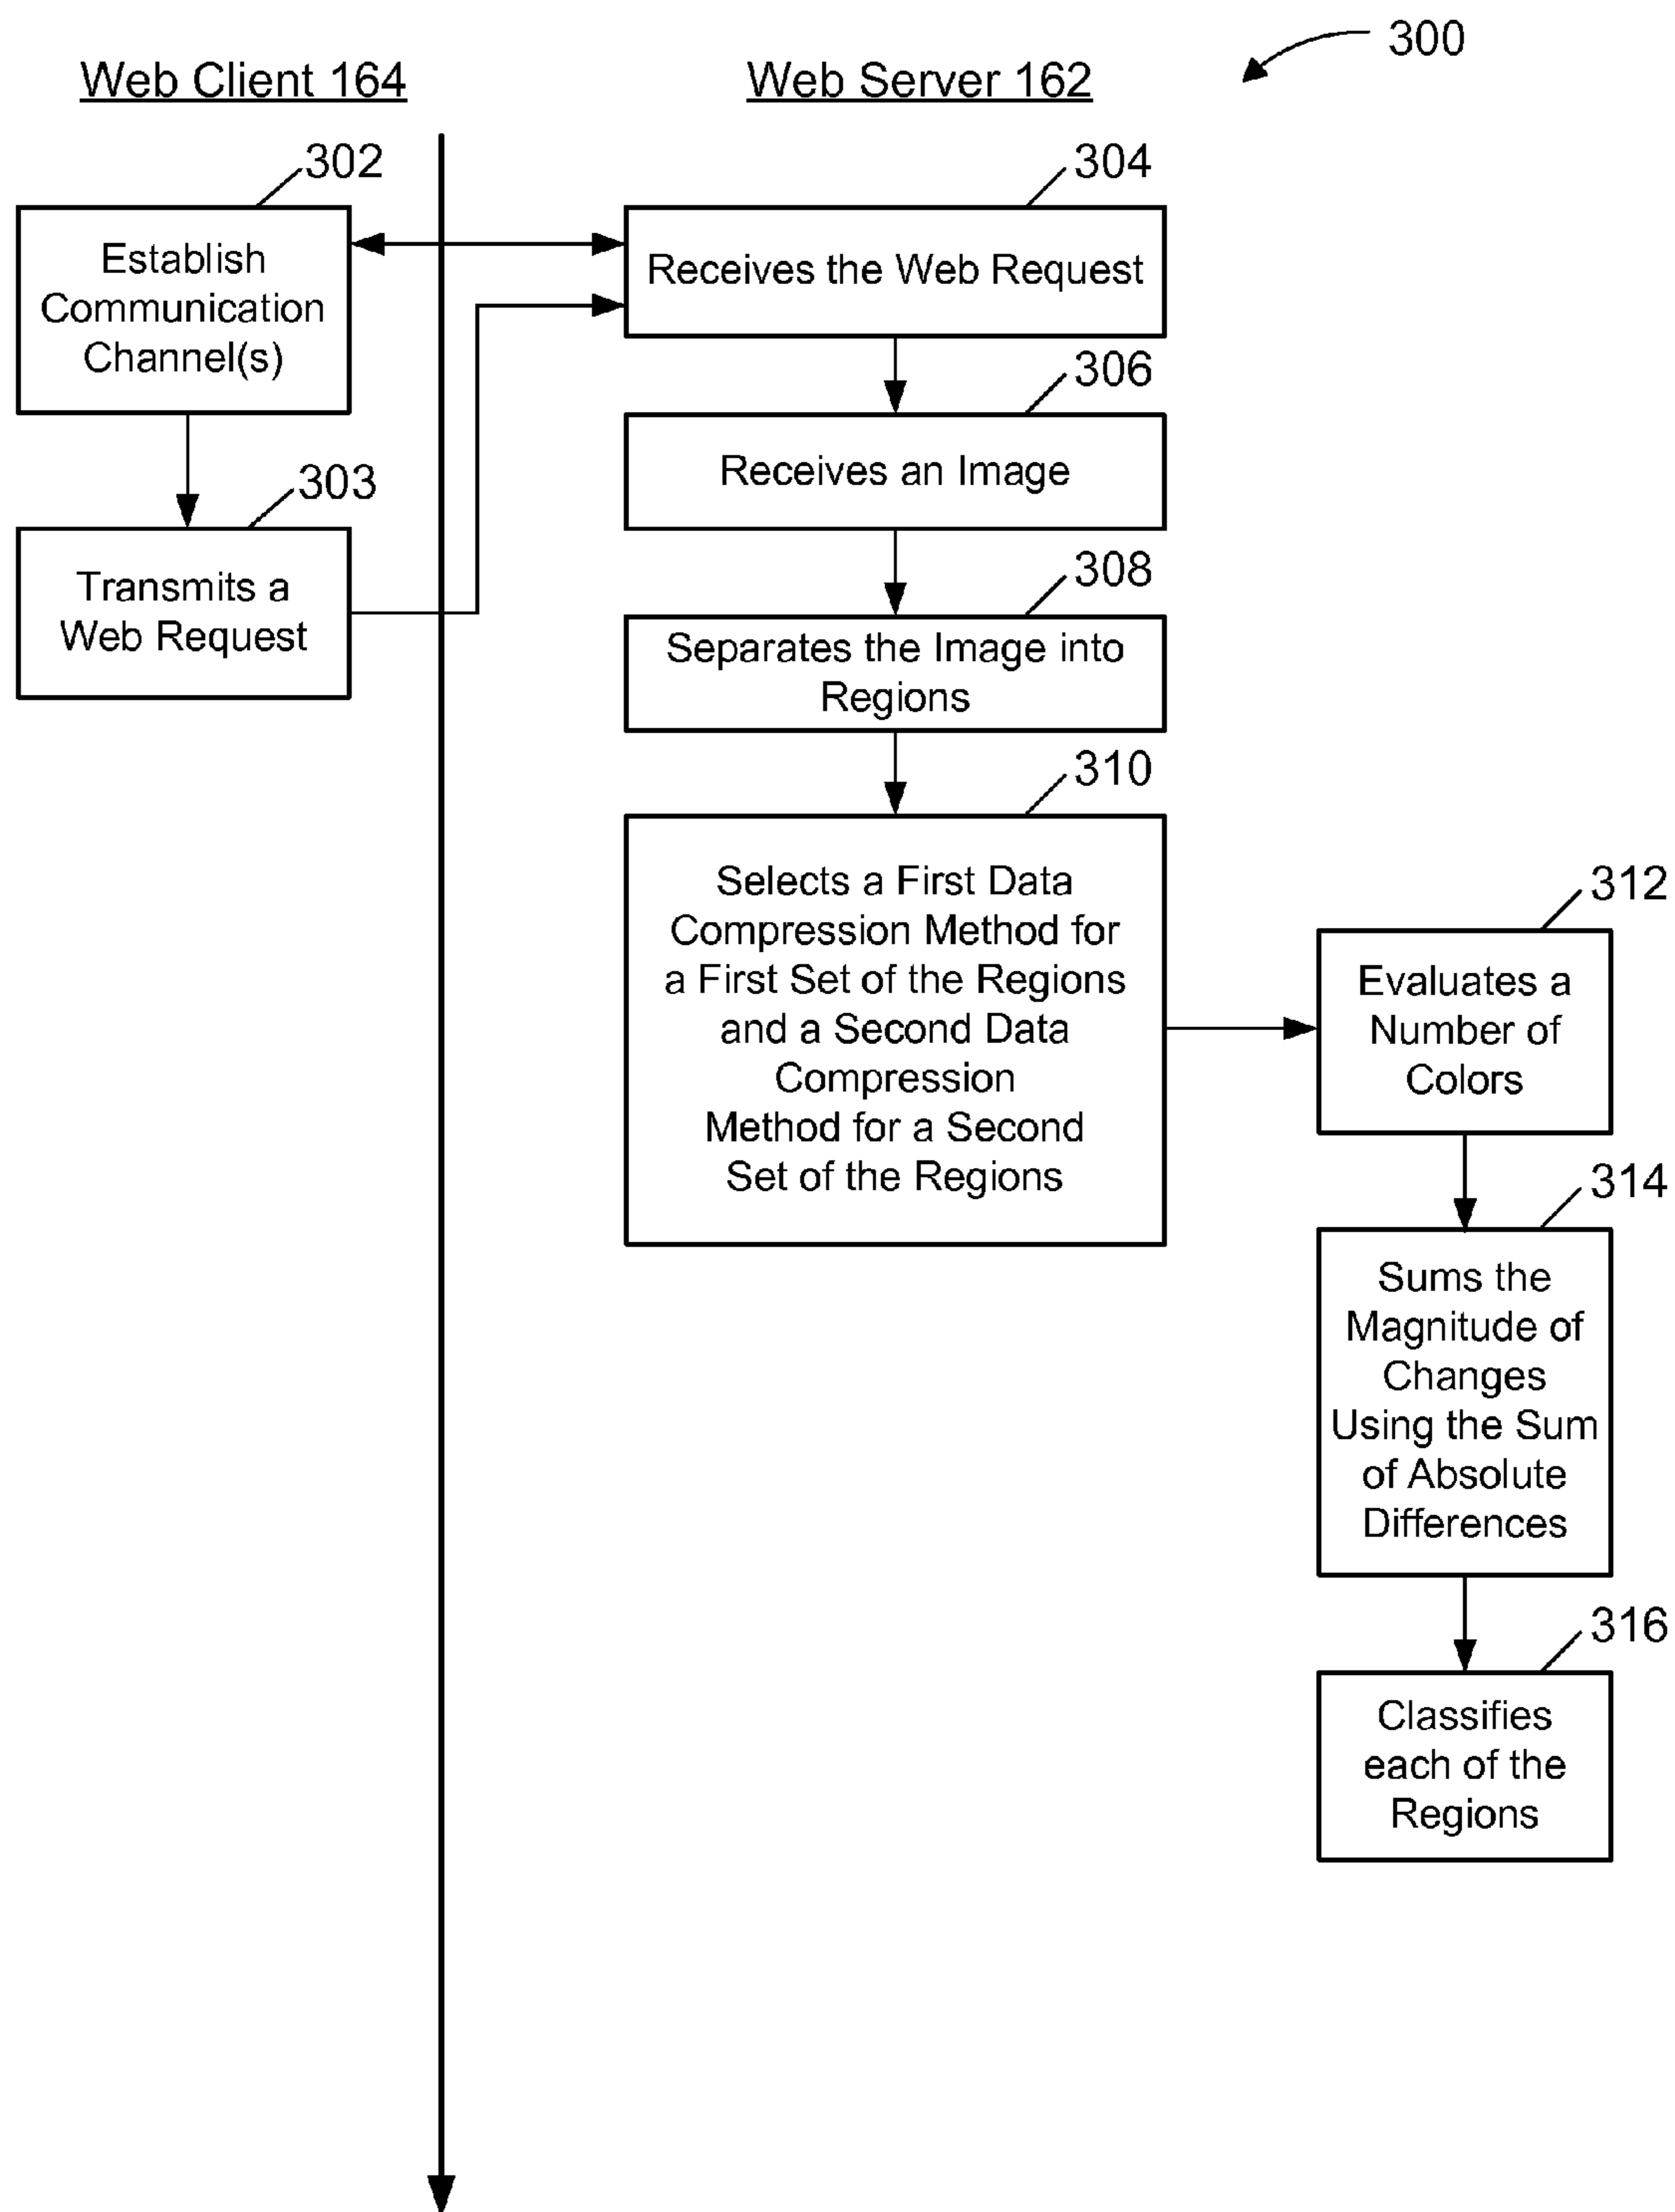 300
Web Client 164
Web Server 162
302
Establish
Communication
Channel(s)
303
Transmits a
Web Request
304
Receives the Web Request
306
Receives an Image
308
Separates the Image into
Regions
310
Selects a First Data
Compression Method for
a First Set of the Regions
and a Second Data
Compression
Method for a Second
Set of the Regions
312
Evaluates a
Number of
Colors
314
Sums the
Magnitude of
Changes
Using the Sum
of Absolute
Differences
316
Classifies
each of the
Regions